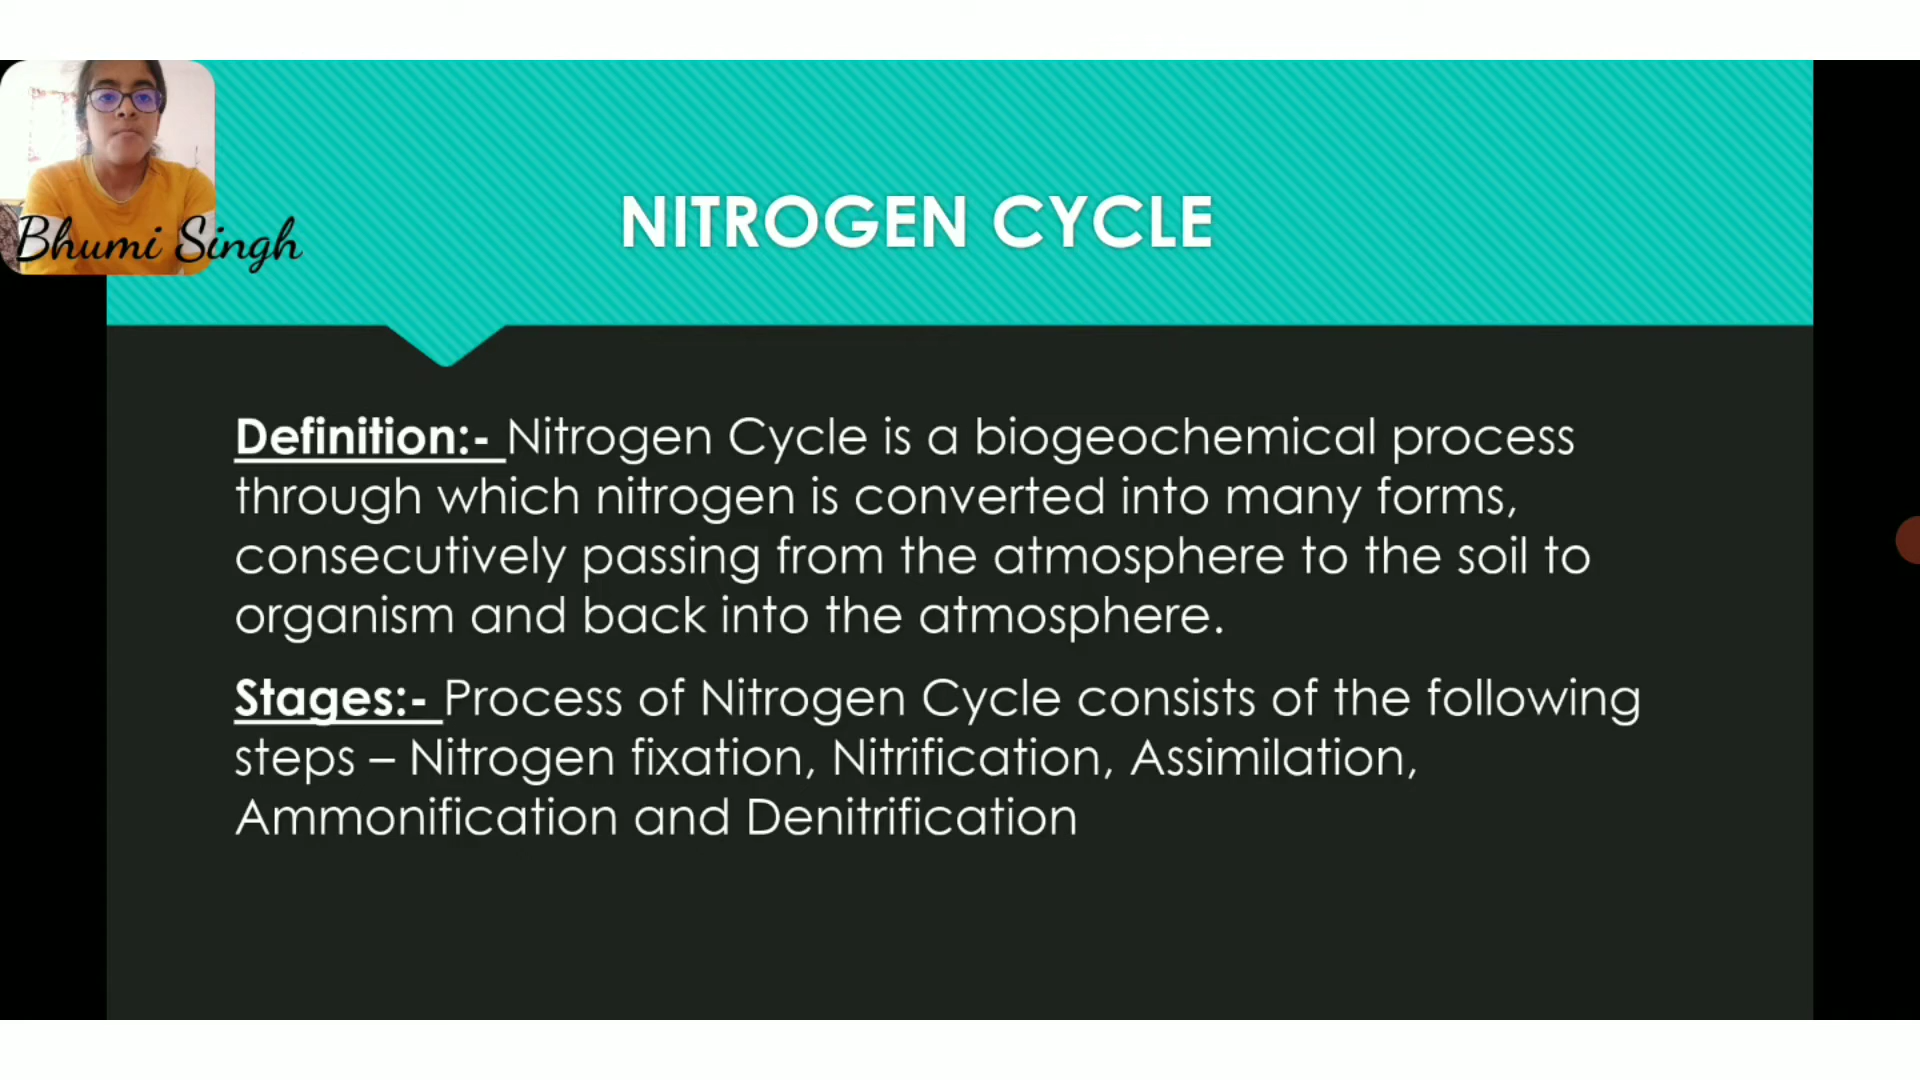 Bhumi Singh
NITROGEN CYCLE
Definition:- Nitrogen Cycle is a biogeochemical process
through which nitrogen is converted into many forms,
consecutively passing from the atmosphere to the soil to
organism and back into the atmosphere.
Stages:- Process of Nitrogen Cycle consists of the following
steps – Nitrogen fixation, Nitrification, Assimilation,
Ammonification and Denitrification